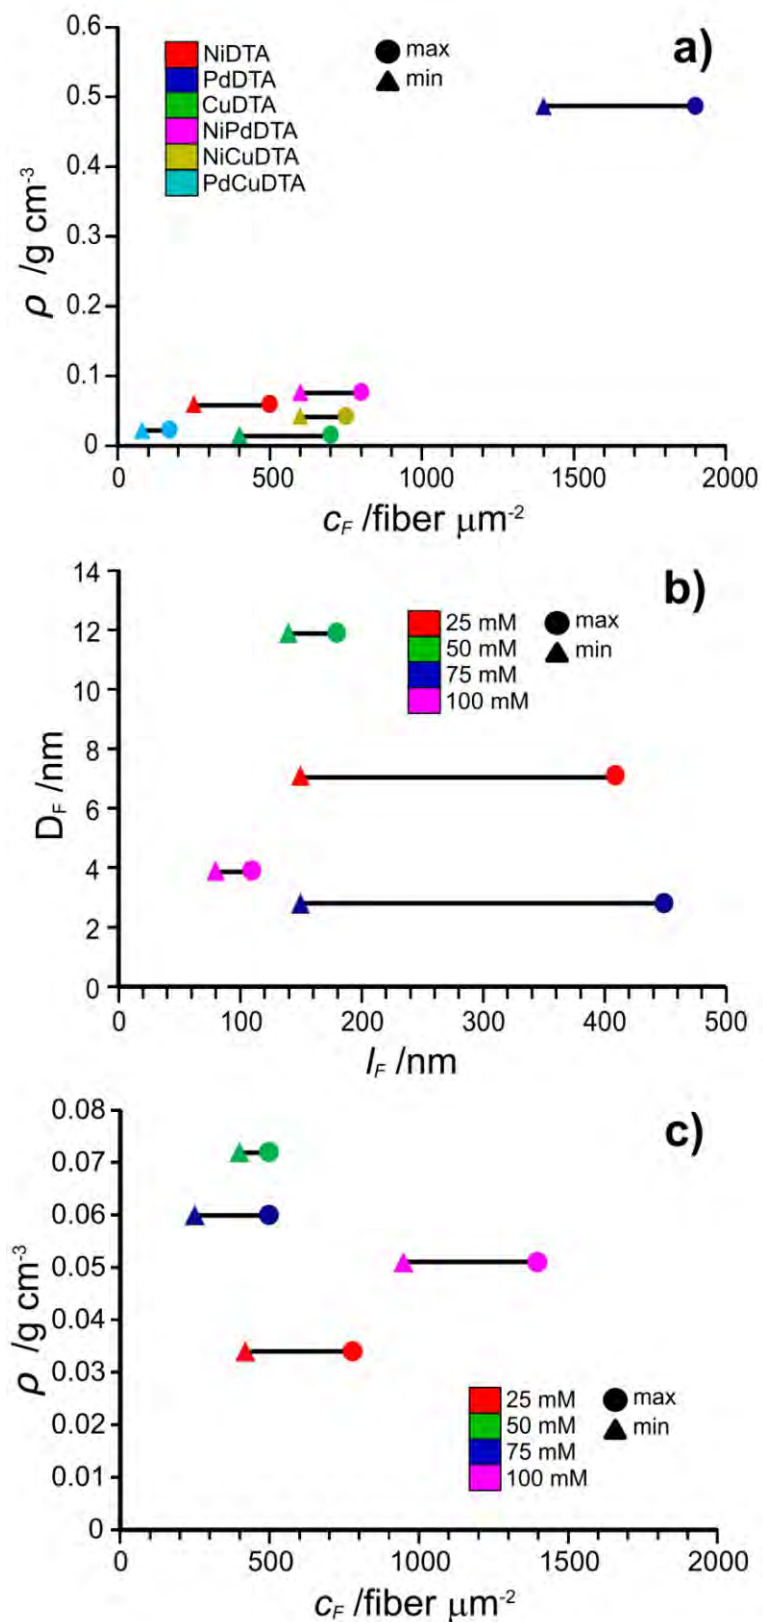 a)
NiDTA
PdDTA
CuDTA
NiPdDTA
NiCuDTA
PdCuDTA
max
min
0.6
0.5
0.4
0.3
0.2
0.1
0
ρ /g cm⁻³
0 500 1000 1500 2000
c_F /fiber µm⁻²
b)
25 mM
50 mM
75 mM
100 mM
max
min
14
12
10
8
6
4
2
0
D_F /nm
0 100 200 300 400 500
l_F /nm
c)
0.08
0.07
0.06
0.05
0.04
0.03
0.02
0.01
0
ρ /g cm⁻³
25 mM
50 mM
75 mM
100 mM
max
min
0 500 1000 1500 2000
c_F /fiber µm⁻²